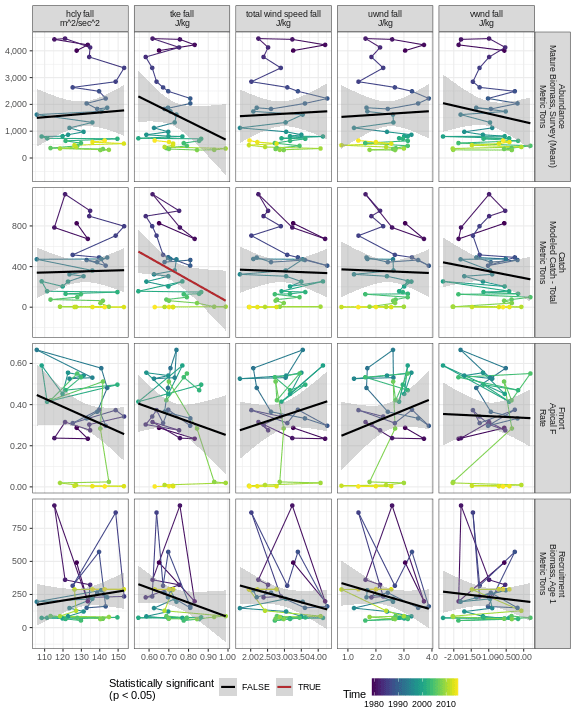 hcly fall
m^2/sec^2
tke fall
J/kg
total wind speed fall
J/kg
uwnd fall
J/kg
vwnd fall
J/kg
4,000
3,000
2,000
1,000
0
Abundance
Mature Biomass, Survey (Mean)
Metric Tons
800
400
0
Catch
Modeled Catch - Total
Metric Tons
0.60
0.40
0.20
0.00
Fmort
Apical F
Rate
750
500
250
0
Recruitment
Biomass, Age 1
Metric Tons
110 120 130 140 150
0.60 0.70 0.80 0.90 1.00
2.00 2.50 3.00 3.50 4.00
1.0 2.0 3.0 4.0
-2.00 -1.50 -1.00 -0.50 0.00
Statistically significant
(p < 0.05)
FALSE
TRUE
Time
1980 1990 2000 2010